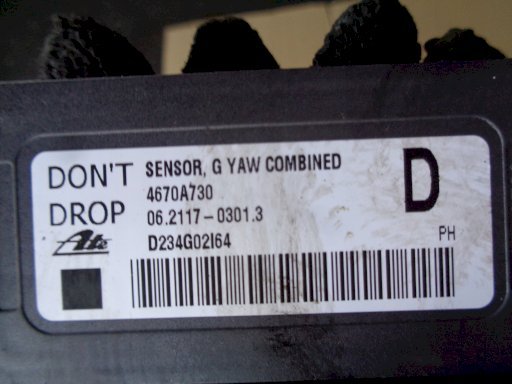 DON'T
DROP
Ate
SENSOR, G YAW COMBINED
4670A730
06.2117-0301.3
D234G02I64
D
PH